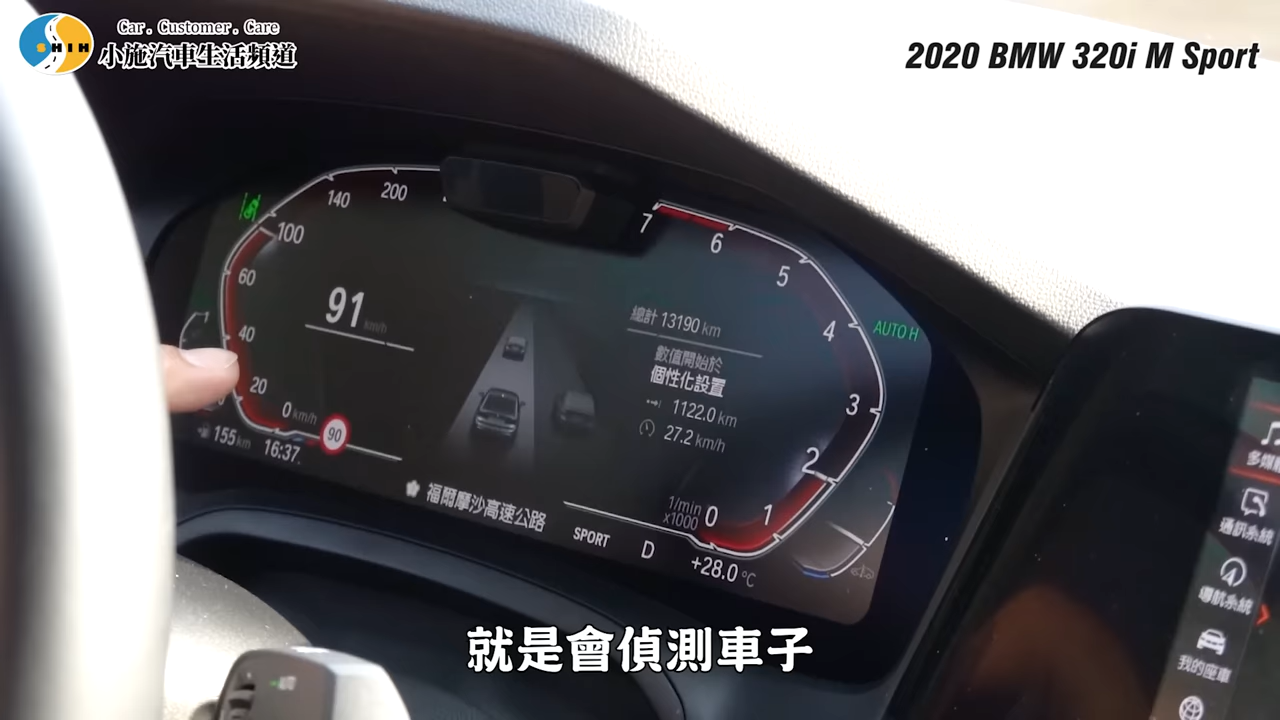 Car. Customer. Care
SHIH
小施汽車生活頻道
2020 BMW 320i M Sport
200
140
100
60
40
20
0 km/h
91 km/h
90
155 km
16:37
7
6
5
4
3
2
1
0
1/min
x1000
AUTO H
總計 13190 km
數值開始於
個性化設置
1122.0 km
27.2 km/h
福爾摩沙高速公路
SPORT
D
+28.0 °C
多媒體
通訊系統
導航系統
我的座車
AUTO
就是會偵測車子